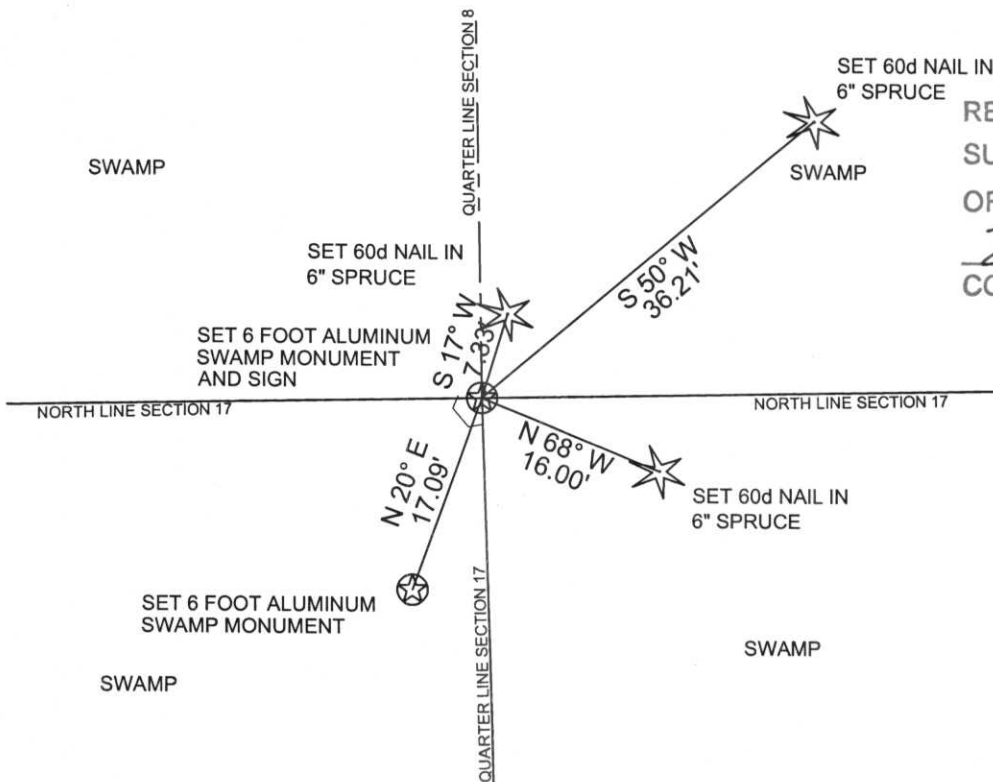 QUARTER LINE SECTION 8
SET 60d NAIL IN
6" SPRUCE
SWAMP
SWAMP
SET 60d NAIL IN
6" SPRUCE
S 50° W
36.21'
SET 6 FOOT ALUMINUM
SWAMP MONUMENT
AND SIGN
S 17° W
7.33'
NORTH LINE SECTION 17
NORTH LINE SECTION 17
N 68° W
16.00'
N 20° E
17.09'
SET 60d NAIL IN
6" SPRUCE
SET 6 FOOT ALUMINUM
SWAMP MONUMENT
QUARTER LINE SECTION 17
SWAMP
SWAMP